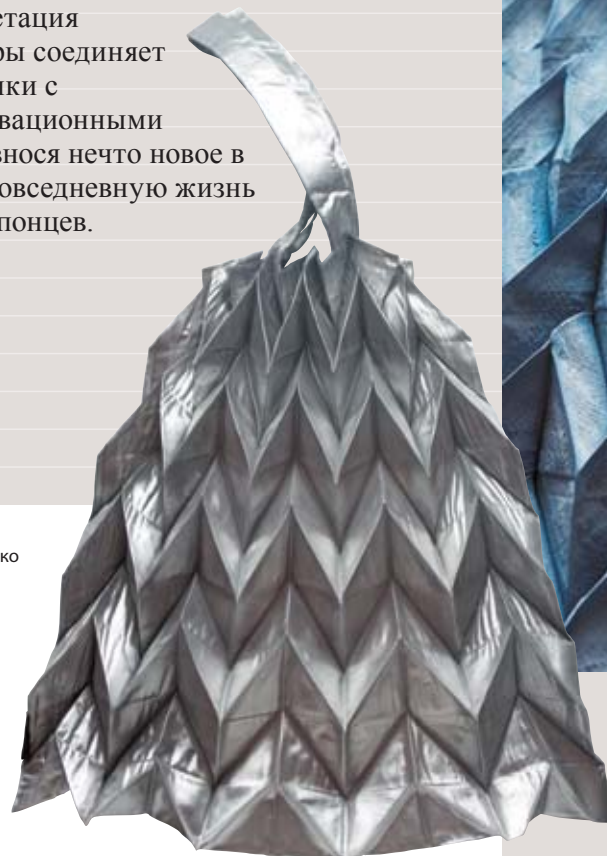 етация
ры соединяет
ики с
вационными
внося нечто новое в
овседневную жизнь
понцев.
ко